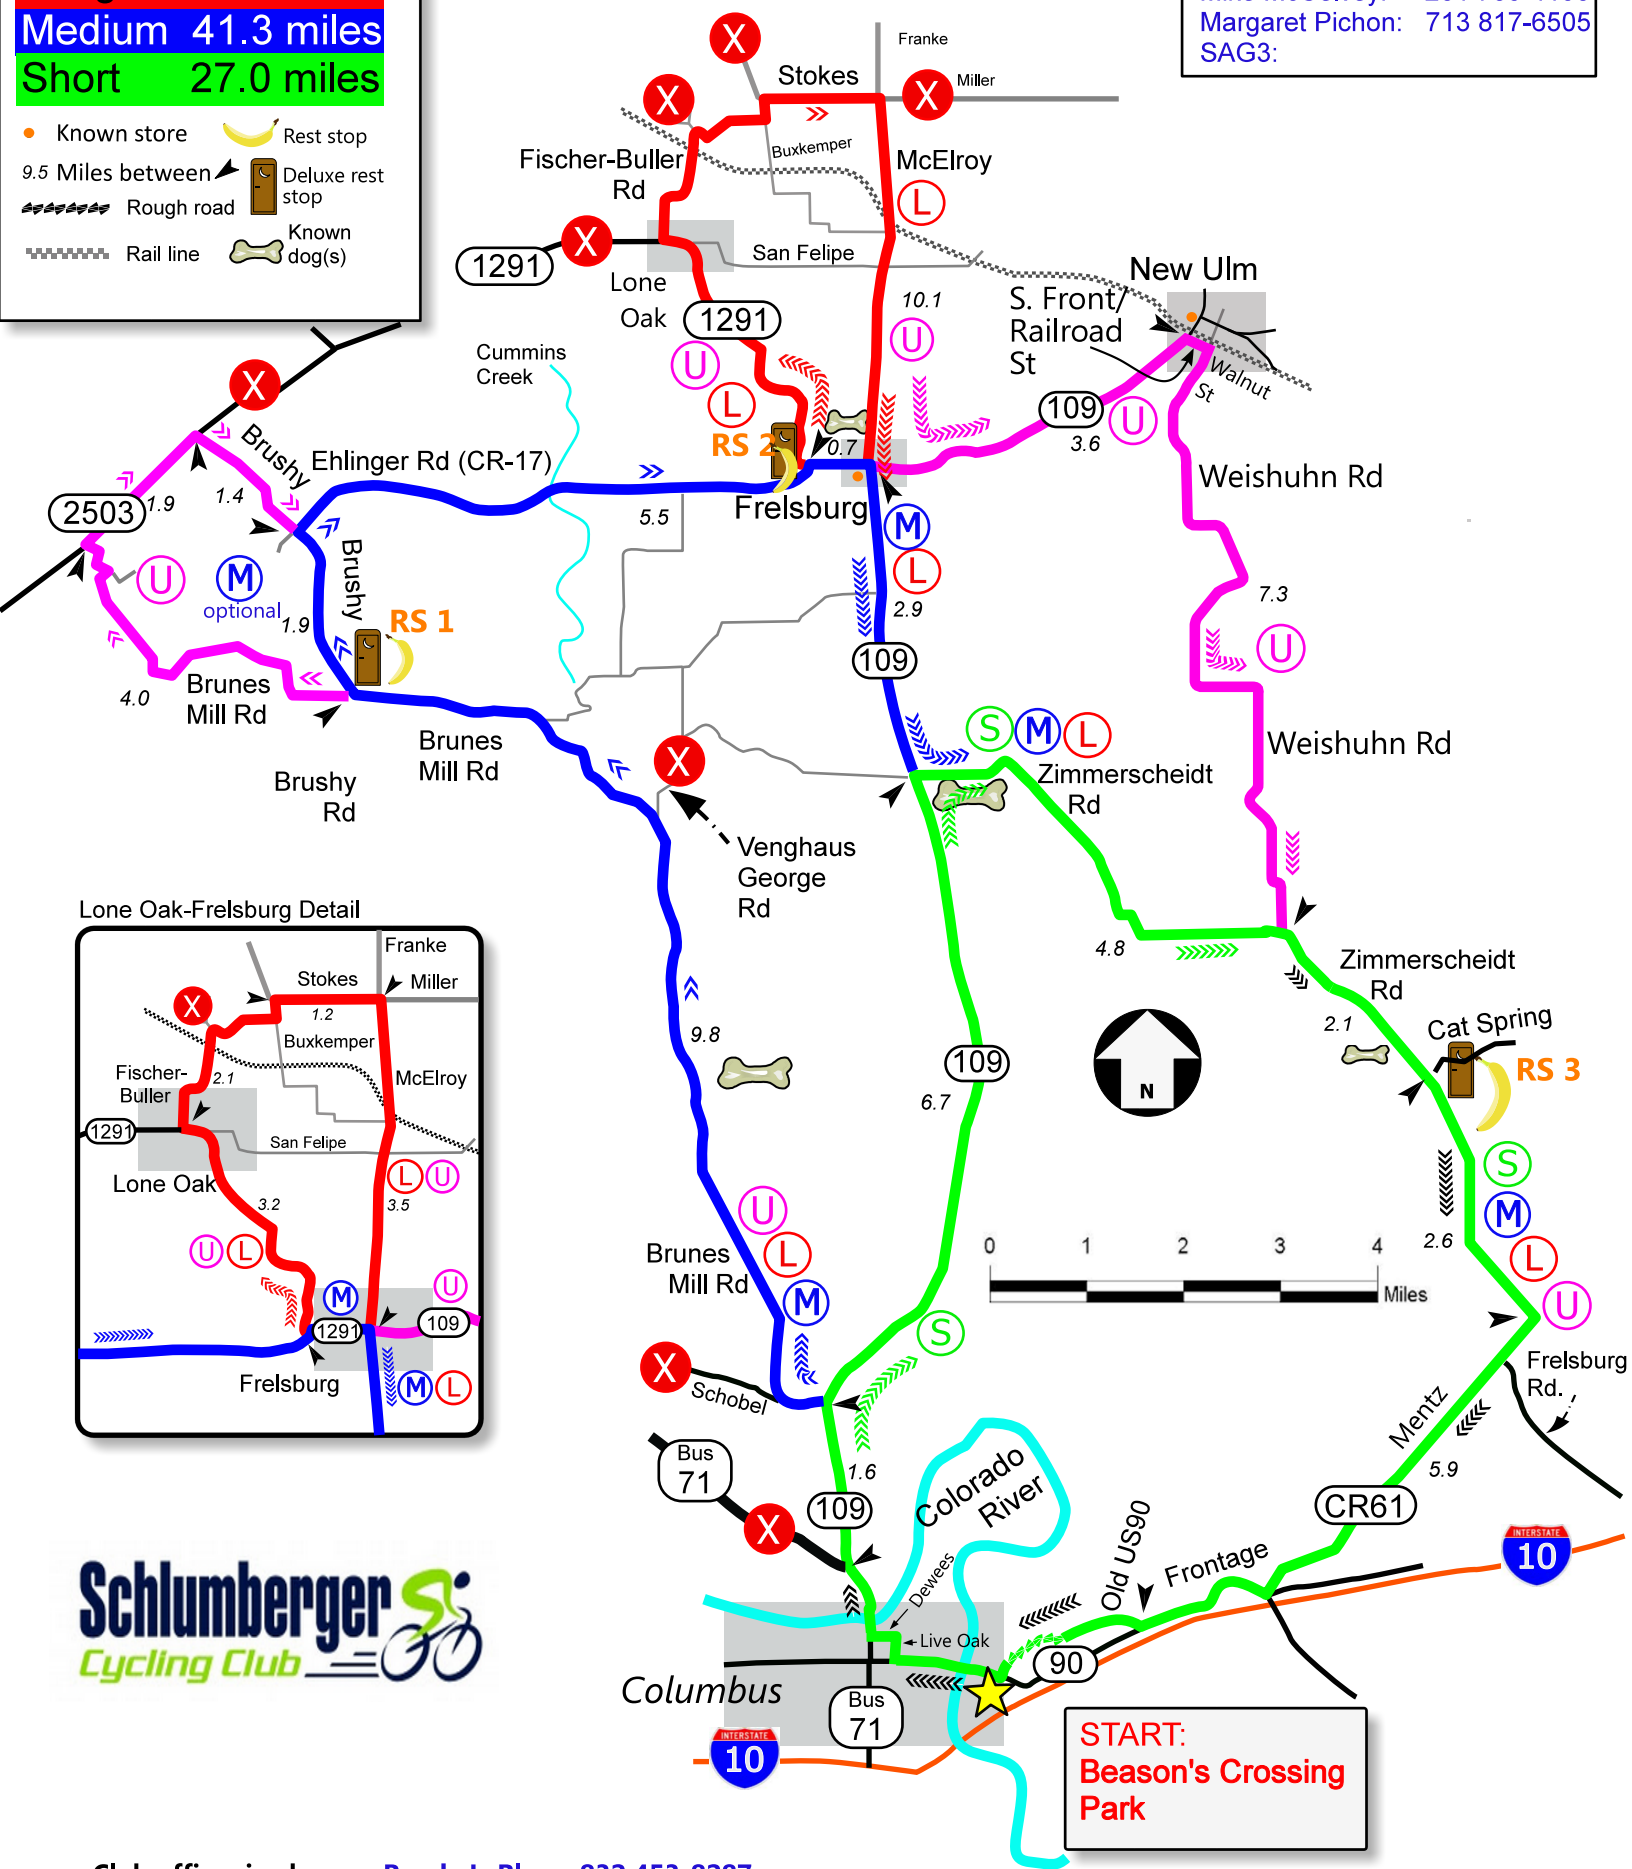 Medium 41.3 miles
Short 27.0 miles
Known store
Rest stop
9.5 Miles between
Deluxe rest
stop
Rough road
Rail line
Known
dog(s)
Margaret Pichon: 713 817-6505
SAG3:
X
Franke
Stokes
X
Miller
X
Buxkemper
Fischer-Buller
Rd
McElroy
L
X
1291
San Felipe
Lone
Oak
1291
10.1
U
New Ulm
S. Front/
Railroad
St
Walnut
St
Cummins
Creek
U
L
RS 2
0.7
109
U
3.6
X
Brushy
Ehlinger Rd (CR-17)
2503
1.9
1.4
5.5
Frelsburg
Weishuhn Rd
M
L
2.9
U
M
optional
Brushy
1.9
RS 1
7.3
U
109
4.0
Brunes
Mill Rd
Brunes
Mill Rd
Brushy
Rd
X
S M L
Zimmerscheidt
Rd
Weishuhn Rd
Venghaus
George
Rd
4.8
Zimmerscheidt
Rd
2.1
Cat Spring
RS 3
9.8
109
6.7
N
S
M
2.6
L
U
Lone Oak-Frelsburg Detail
Franke
Stokes
Miller
X
1.2
Buxkemper
Fischer-
Buller
2.1
McElroy
1291
San Felipe
Lone Oak
L U
3.2
3.5
U L
M
U
1291
109
Frelsburg
M L
U
Brunes
Mill Rd
L
M
0 1 2 3 4
Miles
S
X
Schobel
Frelsburg
Rd.
Mentz
5.9
Bus
71
1.6
Colorado
River
109
X
CR61
INTERSTATE
10
Old US90
Frontage
Dewees
Live Oak
90
Columbus
Bus
71
INTERSTATE
10
START:
Beason's Crossing
Park
Schlumberger
Cycling Club